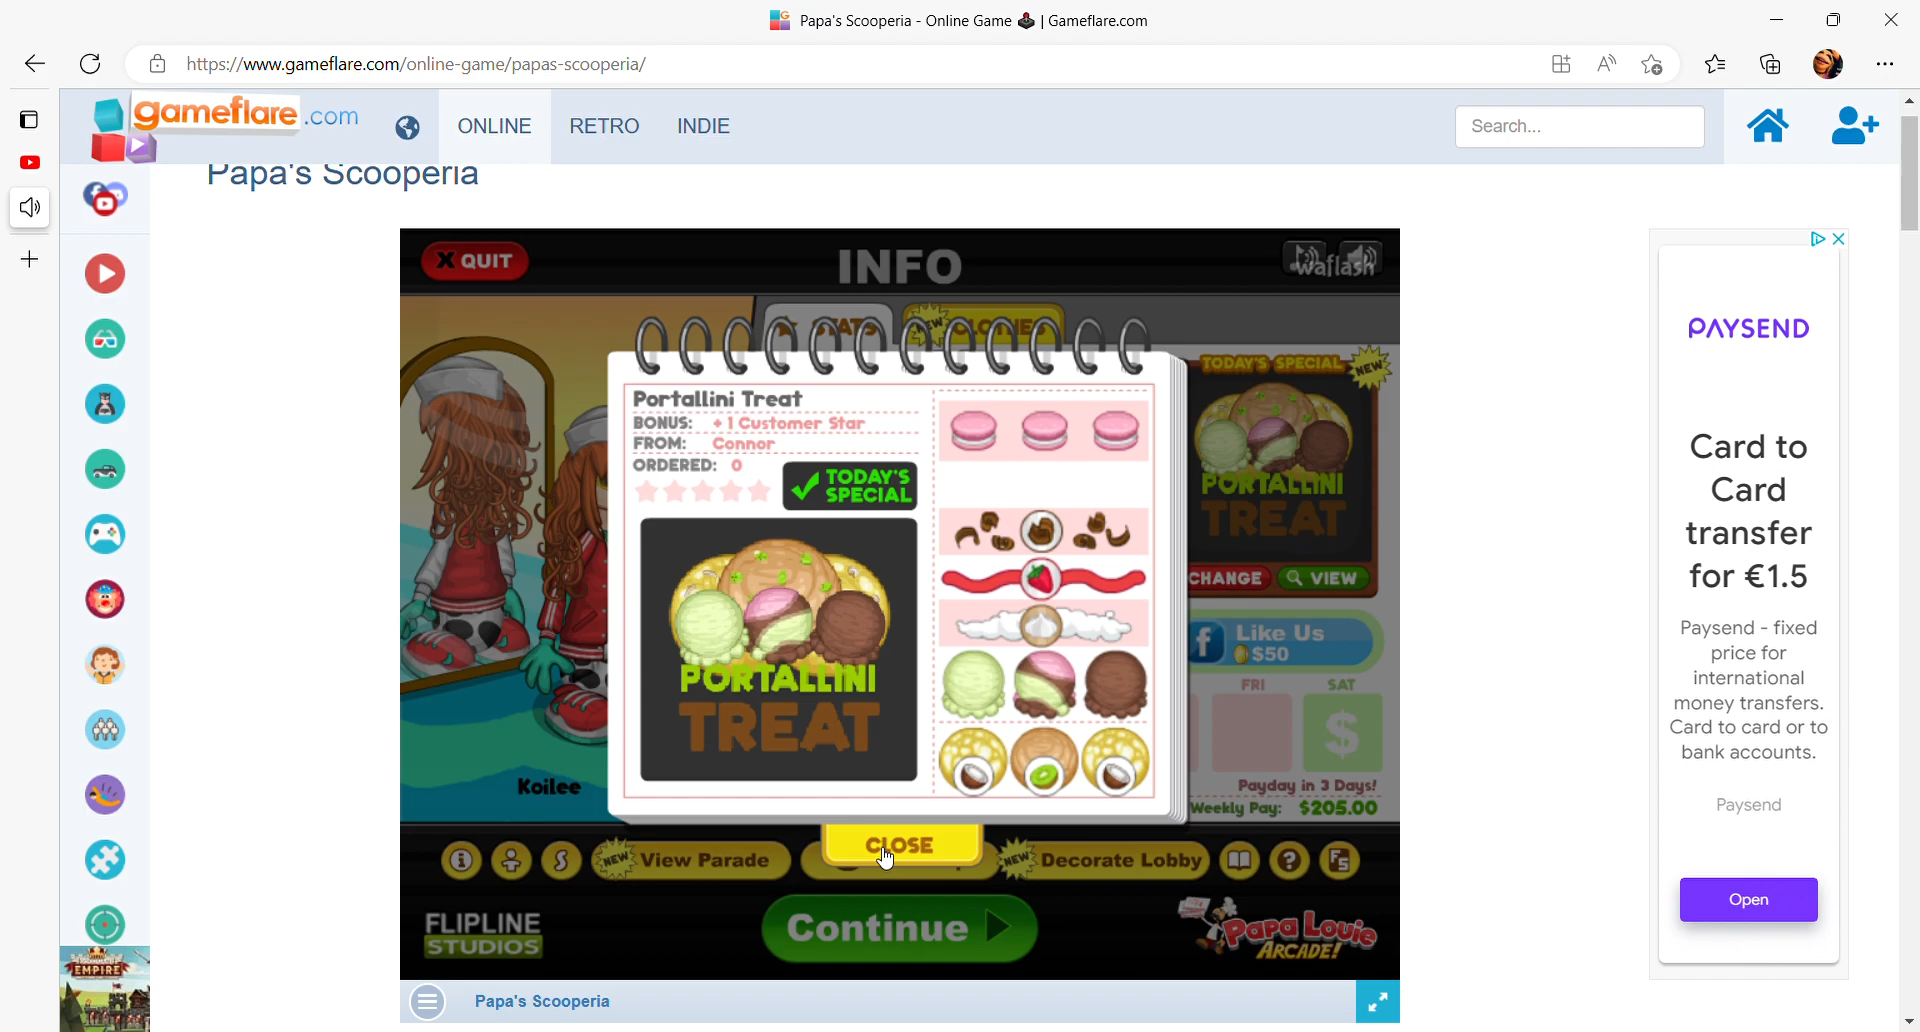 Papa's Scooperia - Online Game | Gameflare.com
https://www.gameflare.com/online-game/papas-scooperia/
gameflare.com
ONLINE
RETRO
INDIE
Search...
Papa's Scooperia
X QUIT
INFO
waflash
STATS
NEW
CLOTHES
Portallini Treat
BONUS: +1 Customer Star
FROM: Connor
ORDERED: 0
TODAY'S
SPECIAL
PORTALLINI
TREAT
TODAY'S SPECIAL
NEW
PORTALLINI
TREAT
CHANGE
VIEW
Like Us
$50
FRI
SAT
$
Payday in 3 Days!
Weekly Pay: $205.00
Koilee
CLOSE
NEW
View Parade
NEW
Decorate Lobby
FLIPLINE
STUDIOS
Continue
Papa Louie
ARCADE!
Papa's Scooperia
EMPIRE
PAYSEND
Card to
Card
transfer
for €1.5
Paysend - fixed
price for
international
money transfers.
Card to card or to
bank accounts.
Paysend
Open